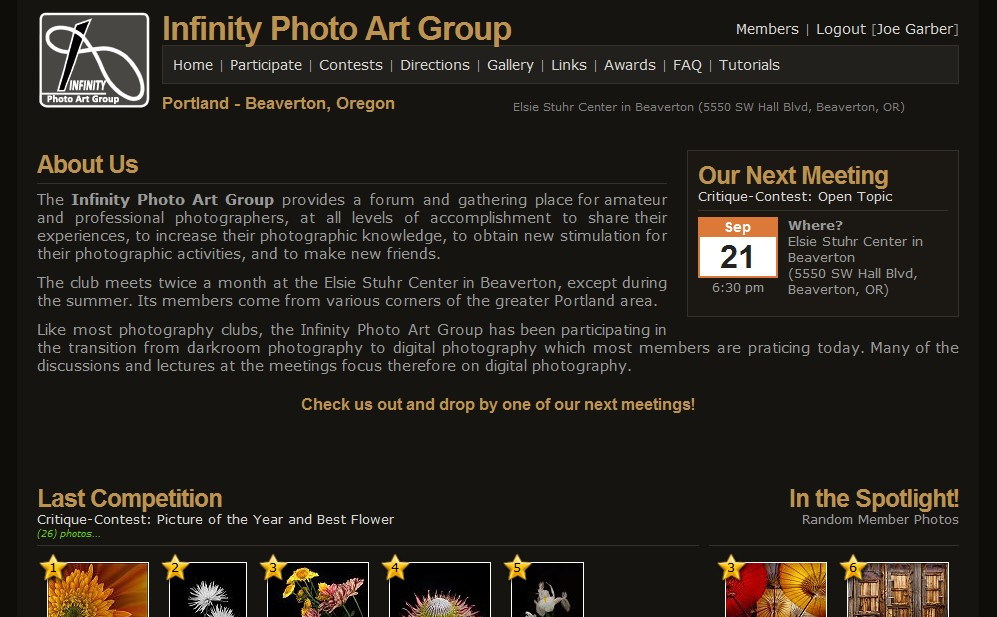 INFINITY
Photo Art Group
Infinity Photo Art Group
Members | Logout [Joe Garber]
Home | Participate | Contests | Directions | Gallery | Links | Awards | FAQ | Tutorials
Portland - Beaverton, Oregon
Elsie Stuhr Center in Beaverton (5550 SW Hall Blvd, Beaverton, OR)
About Us
The Infinity Photo Art Group provides a forum and gathering place for amateur
and professional photographers, at all levels of accomplishment to share their
experiences, to increase their photographic knowledge, to obtain new stimulation for
their photographic activities, and to make new friends.
The club meets twice a month at the Elsie Stuhr Center in Beaverton, except during
the summer. Its members come from various corners of the greater Portland area.
Like most photography clubs, the Infinity Photo Art Group has been participating in
the transition from darkroom photography to digital photography which most members are praticing today. Many of the
discussions and lectures at the meetings focus therefore on digital photography.
Our Next Meeting
Critique-Contest: Open Topic
Sep
21
6:30 pm
Where?
Elsie Stuhr Center in
Beaverton
(5550 SW Hall Blvd,
Beaverton, OR)
Check us out and drop by one of our next meetings!
Last Competition
Critique-Contest: Picture of the Year and Best Flower
(26) photos...
1 2 3 4 5
In the Spotlight!
Random Member Photos
3 6